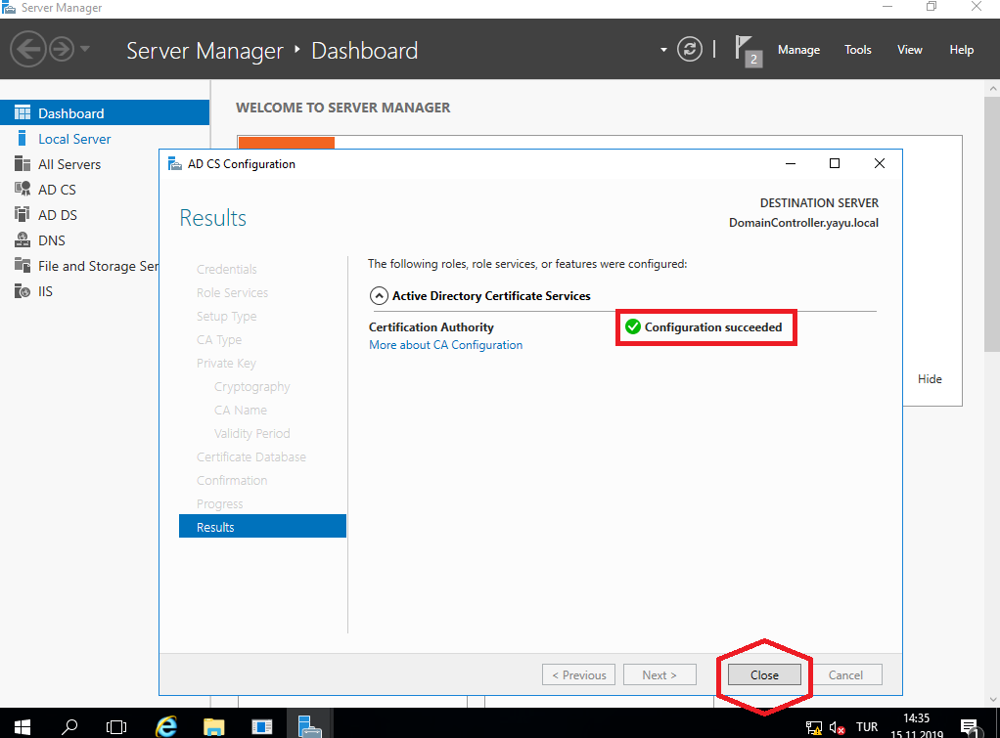 Server Manager
Server Manager ‣ Dashboard
2
Manage Tools View Help
Dashboard
Local Server
All Servers
AD CS
AD DS
DNS
File and Storage Ser
IIS
WELCOME TO SERVER MANAGER
Hide
AD CS Configuration
Results
DESTINATION SERVER
DomainController.yayu.local
Credentials
Role Services
Setup Type
CA Type
Private Key
Cryptography
CA Name
Validity Period
Certificate Database
Confirmation
Progress
Results
The following roles, role services, or features were configured:
Active Directory Certificate Services
Certification Authority Configuration succeeded
More about CA Configuration
< Previous Next > Close Cancel
TUR
14:35
15.11.2019
1